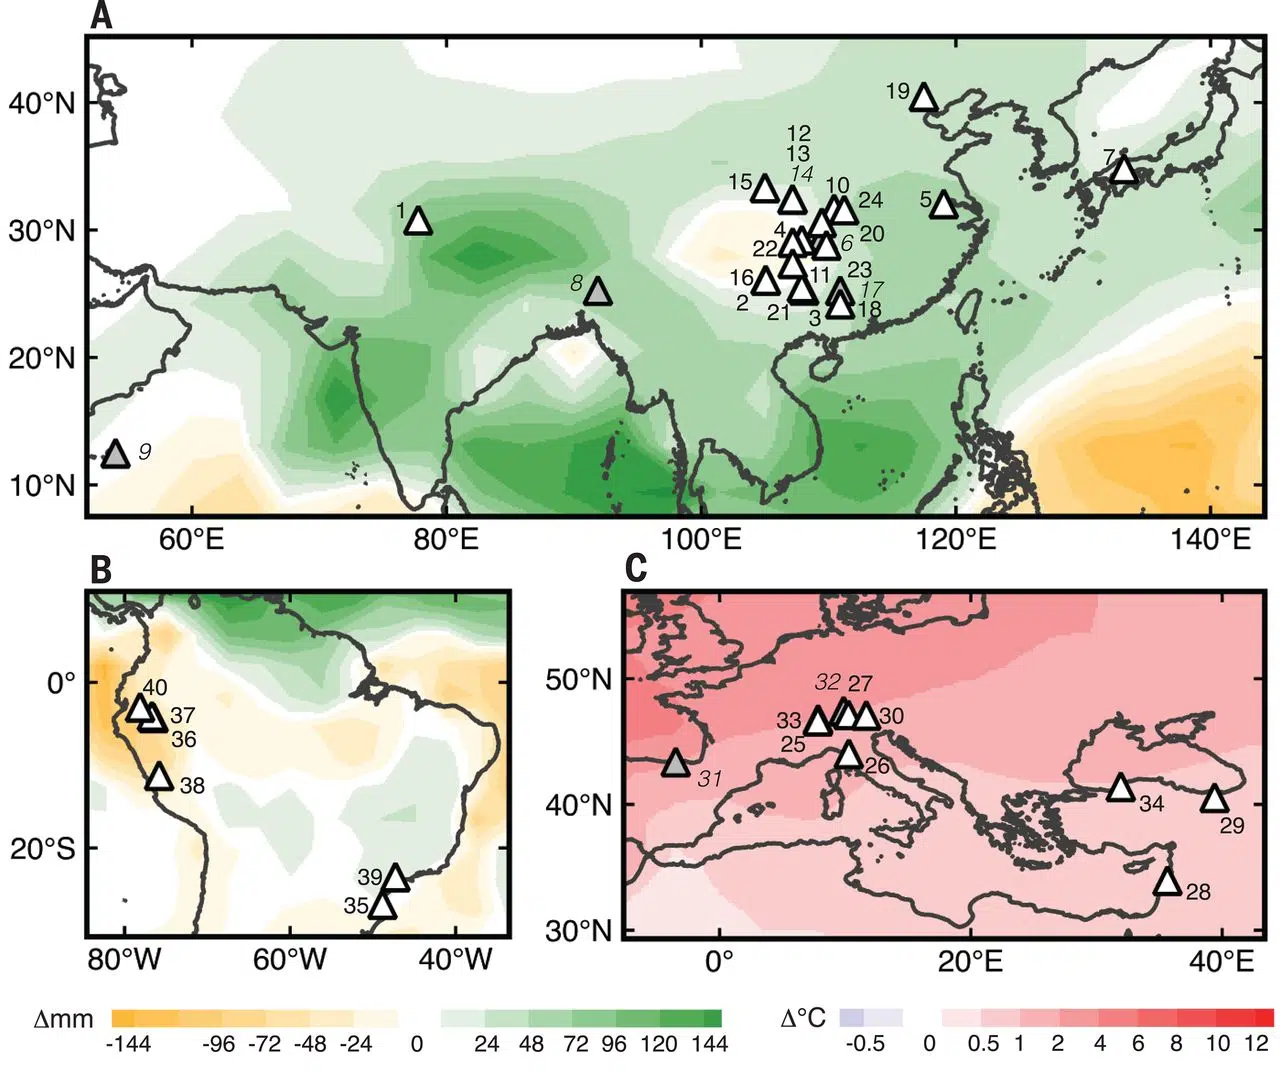 A
40°N
30°N
20°N
10°N
19
12
13
14
7
15
10
24
5
1
4
20
22
6
8
16
11
23
2
17
21
3
18
9
60°E
80°E
100°E
120°E
140°E
B
0°
20°S
40
37
36
38
39
35
80°W
60°W
40°W
C
50°N
40°N
30°N
32
27
33
30
25
26
31
34
29
28
0°
20°E
40°E
Δmm
-144 -96 -72 -48 -24 0 24 48 72 96 120 144
Δ°C
-0.5 0 0.5 1 2 4 6 8 10 12